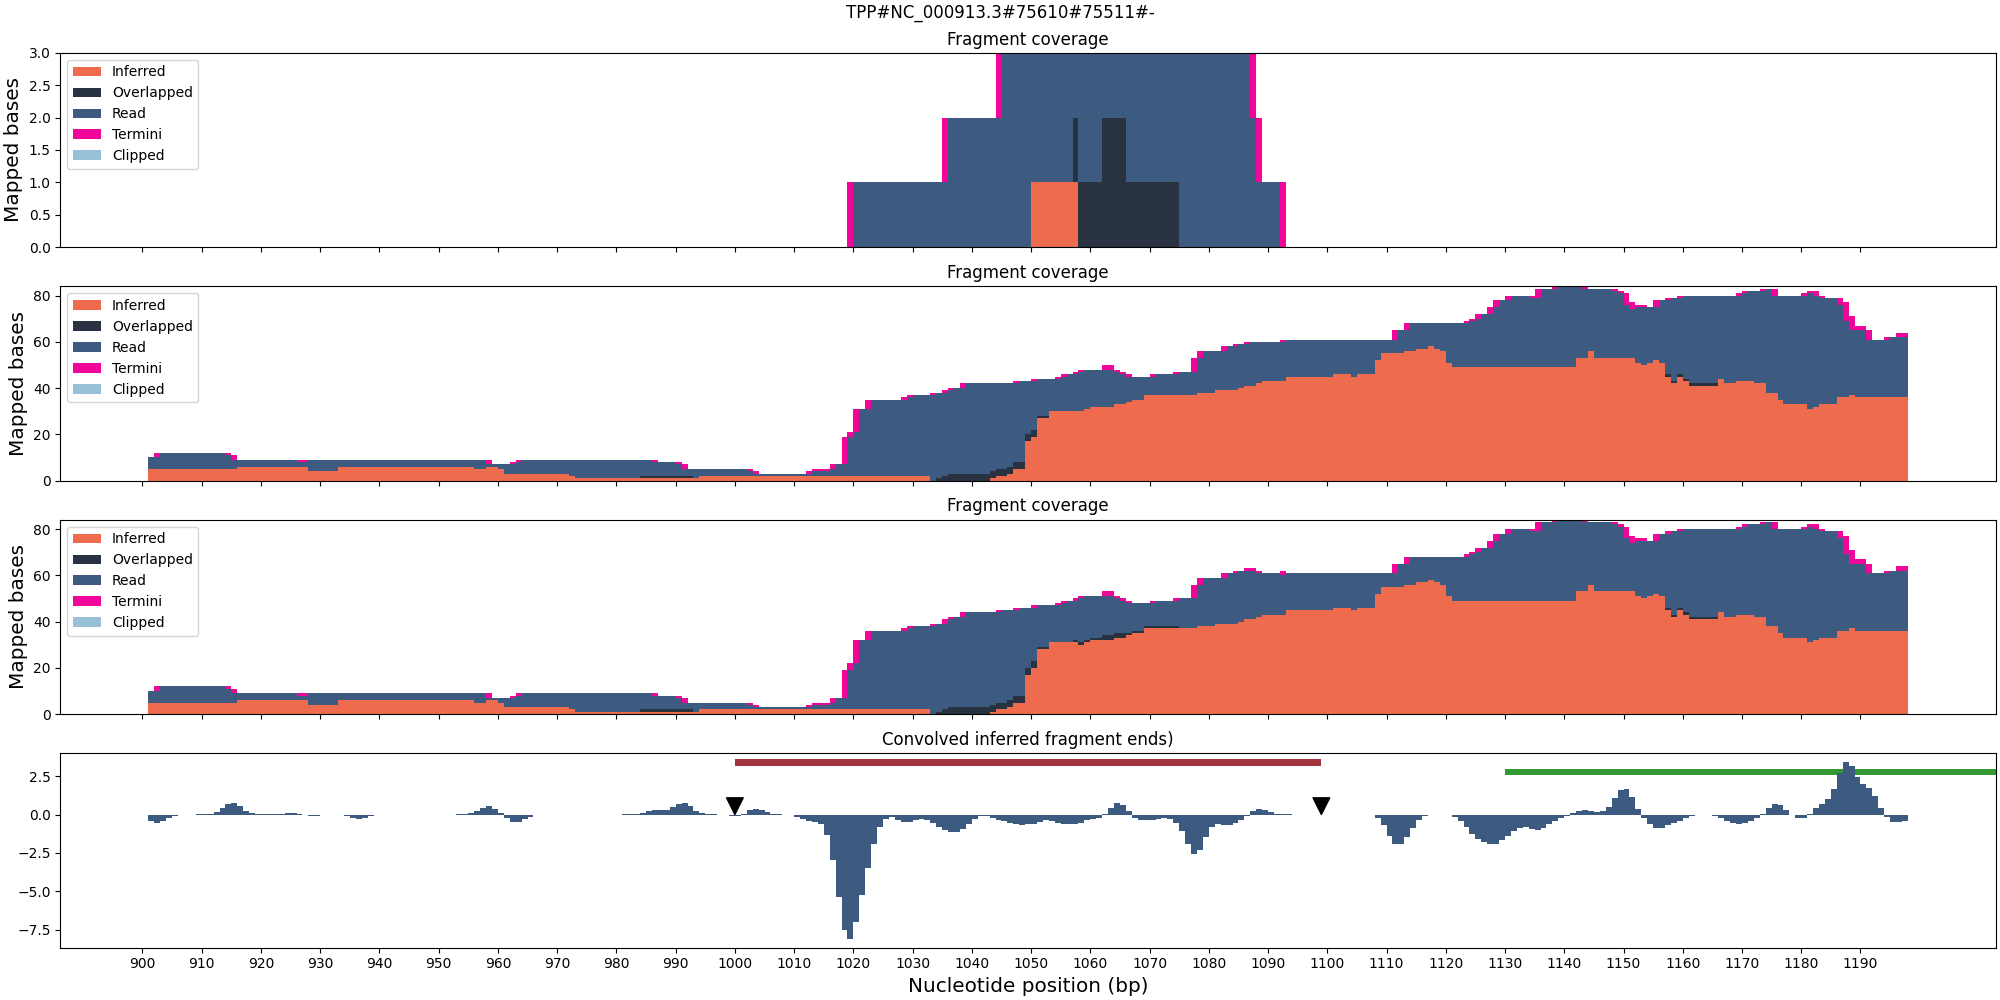 TPP#NC_000913.3#75610#75511#-
Fragment coverage
Mapped bases
3.0
2.5
2.0
1.5
1.0
0.5
0.0
Inferred
Overlapped
Read
Termini
Clipped
Fragment coverage
Mapped bases
80
60
40
20
0
Inferred
Overlapped
Read
Termini
Clipped
Fragment coverage
Mapped bases
80
60
40
20
0
Inferred
Overlapped
Read
Termini
Clipped
Convolved inferred fragment ends)
2.5
0.0
−2.5
−5.0
−7.5
900 910 920 930 940 950 960 970 980 990 1000 1010 1020 1030 1040 1050 1060 1070 1080 1090 1100 1110 1120 1130 1140 1150 1160 1170 1180 1190
Nucleotide position (bp)